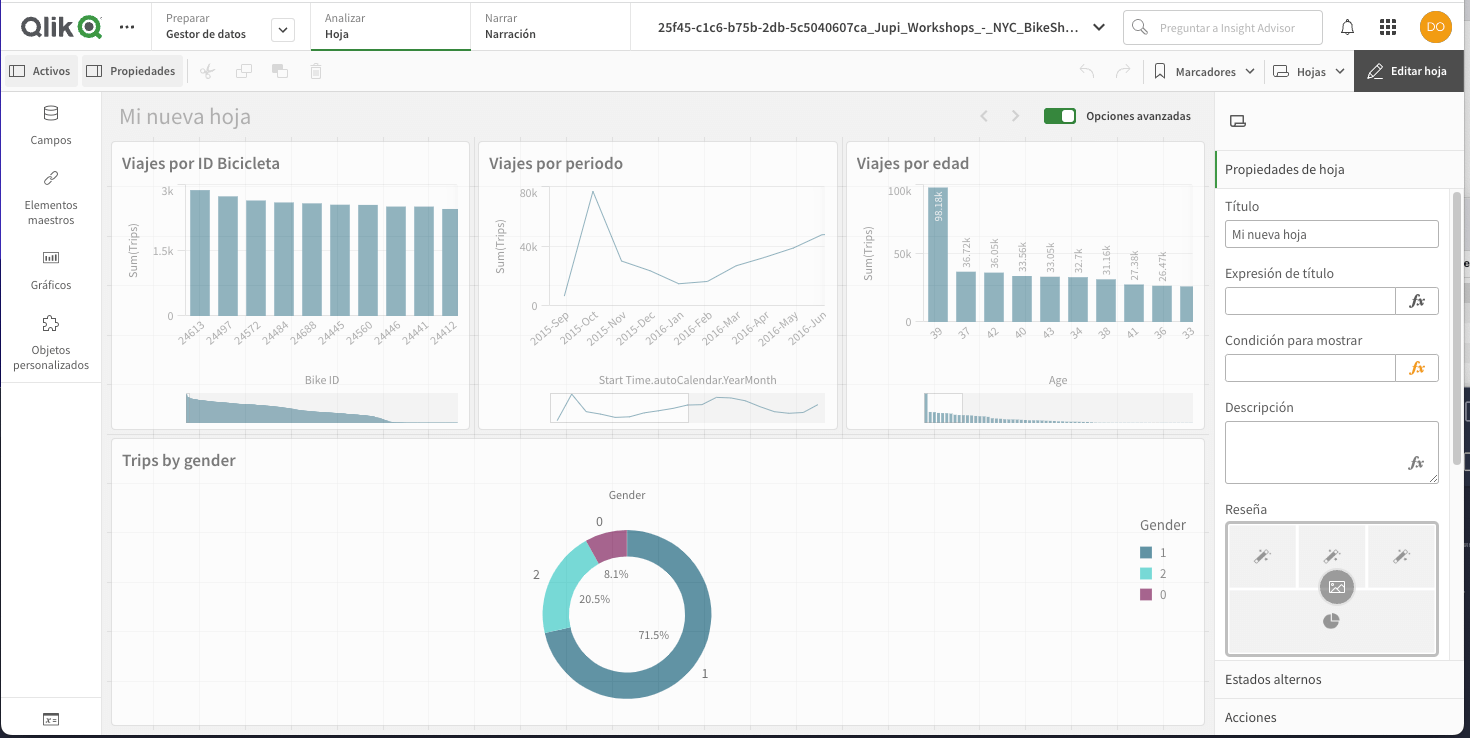 Qlik
Preparar
Gestor de datos
Analizar
Hoja
Narrar
Narración
25f45-c1c6-b75b-2db-5c5040607ca_Jupi_Workshops_-_NYC_BikeSh...
Preguntar a Insight Advisor
DO
Activos
Propiedades
Marcadores
Hojas
Editar hoja
Campos
Elementos
maestros
Gráficos
Objetos
personalizados
Mi nueva hoja
Opciones avanzadas
Viajes por ID Bicicleta
Sum(Trips)
3k
1.5k
0
24613
24497
24572
24484
24688
24445
24560
24446
24441
24412
Bike ID
Viajes por periodo
Sum(Trips)
80k
40k
0
2015-Sep
2015-Oct
2015-Nov
2015-Dec
2016-Jan
2016-Feb
2016-Mar
2016-Apr
2016-May
2016-Jun
Start Time.autoCalendar.YearMonth
Viajes por edad
Sum(Trips)
100k
50k
0
98.18k
36.72k
36.05k
33.56k
33.05k
32.7k
31.16k
27.38k
26.47k
39
37
42
40
43
34
38
41
36
33
Age
Trips by gender
Gender
0
2
8.1%
20.5%
71.5%
1
Gender
1
2
0
Propiedades de hoja
Título
Mi nueva hoja
Expresión de título
fx
Condición para mostrar
fx
Descripción
fx
Reseña
Estados alternos
Acciones